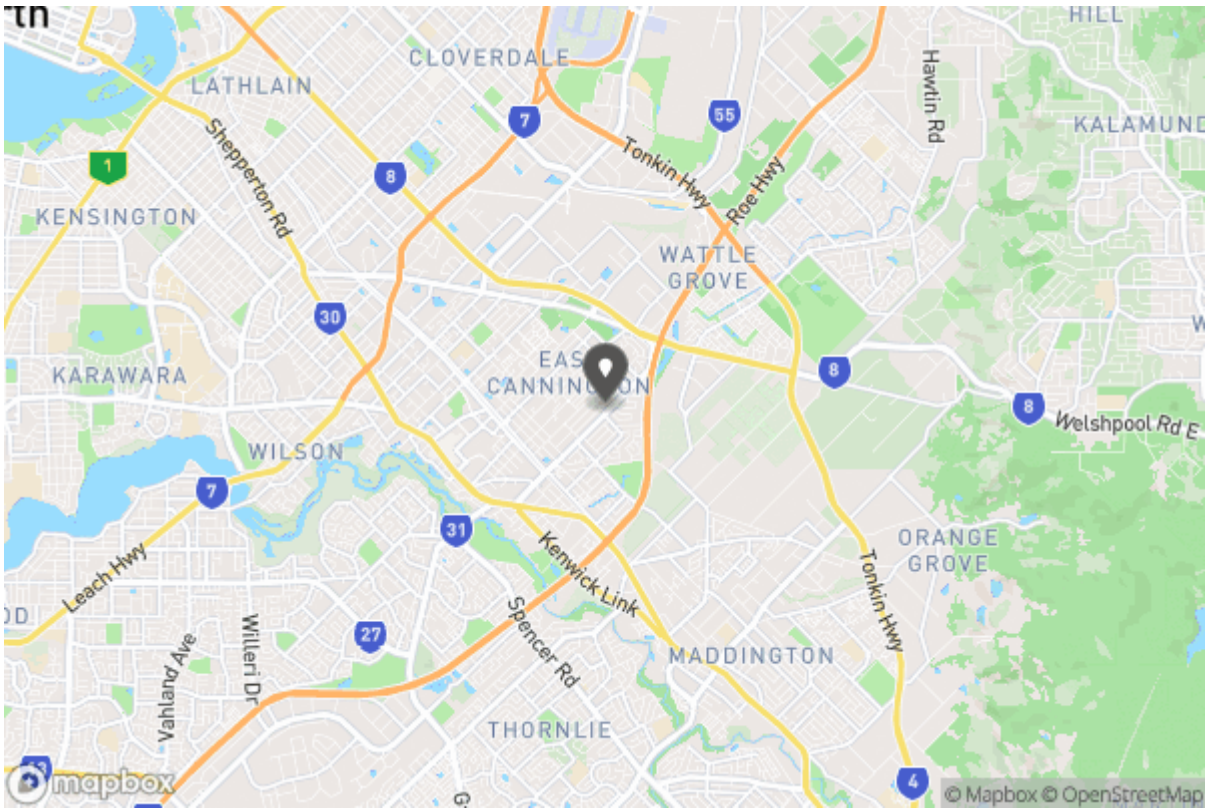 rth
HILL
CLOVERDALE
LATHLAIN
Hawtin Rd
7
55
Shepperton Rd
KALAMUND
Tonkin Hwy
1
8
Roe Hwy
KENSINGTON
WATTLE
GROVE
30
W
EAS
CANNINGTON
KARAWARA
8
8
Welshpool Rd E
WILSON
7
31
ORANGE
GROVE
Leach Hwy
Kenwick Link
Tonkin Hwy
OD
Spencer Rd
Willeri Dr
27
Vahland Ave
MADDINGTON
THORNLIE
4
mapbox
© Mapbox © OpenStreetMap